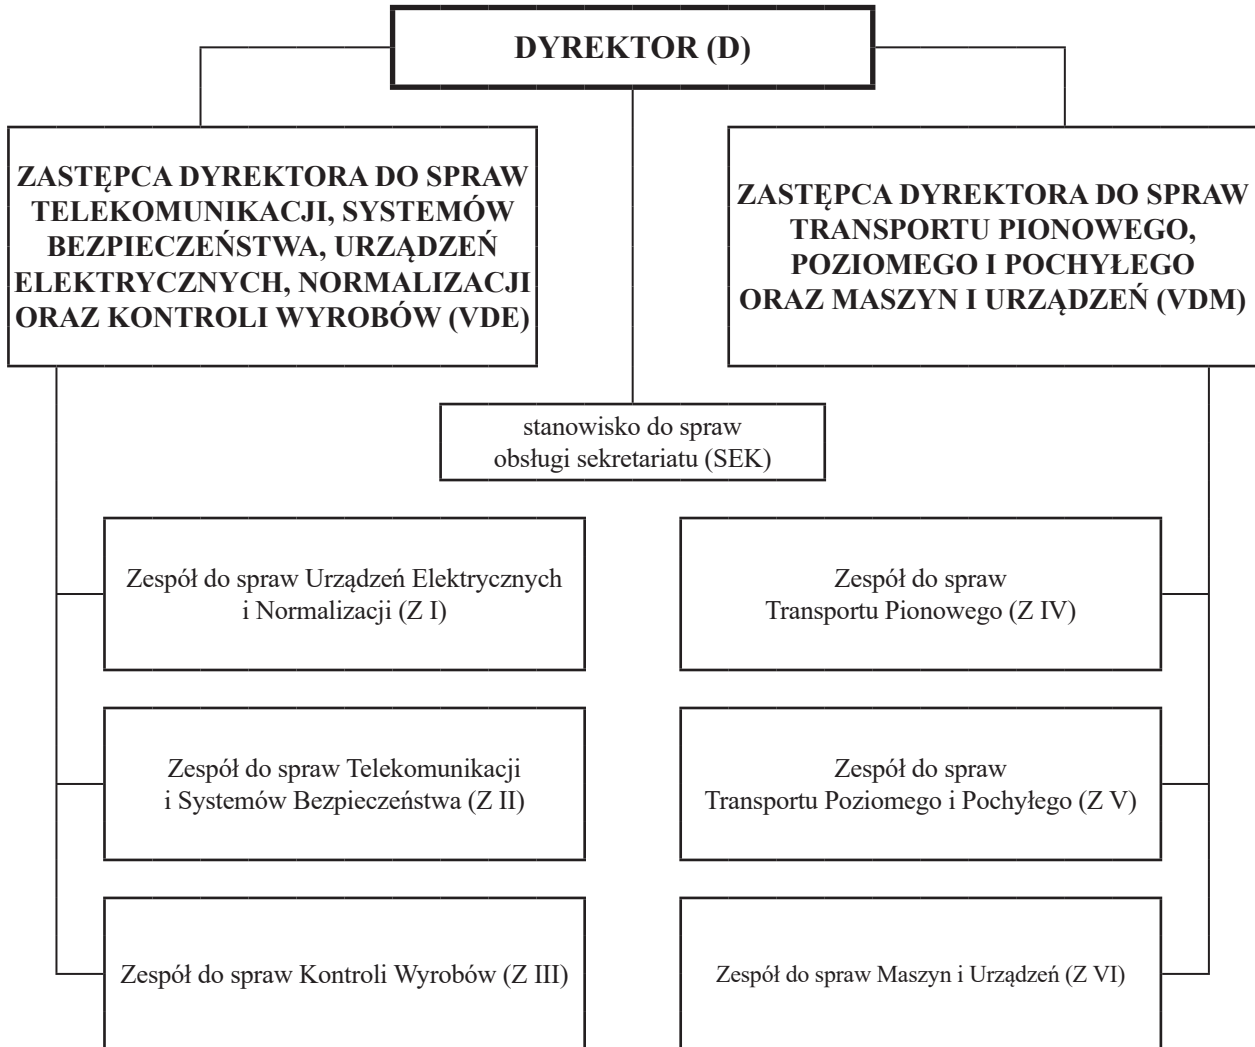 DYREKTOR (D)
ZASTĘPCA DYREKTORA DO SPRAW
TELEKOMUNIKACJI, SYSTEMÓW
BEZPIECZEŃSTWA, URZĄDZEŃ
ELEKTRYCZNYCH, NORMALIZACJI
ORAZ KONTROLI WYROBÓW (VDE)
ZASTĘPCA DYREKTORA DO SPRAW
TRANSPORTU PIONOWEGO,
POZIOMEGO I POCHYŁEGO
ORAZ MASZYN I URZĄDZEŃ (VDM)
stanowisko do spraw
obsługi sekretariatu (SEK)
Zespół do spraw Urządzeń Elektrycznych
i Normalizacji (Z I)
Zespół do spraw
Transportu Pionowego (Z IV)
Zespół do spraw Telekomunikacji
i Systemów Bezpieczeństwa (Z II)
Zespół do spraw
Transportu Poziomego i Pochyłego (Z V)
Zespół do spraw Kontroli Wyrobów (Z III)
Zespół do spraw Maszyn i Urządzeń (Z VI)